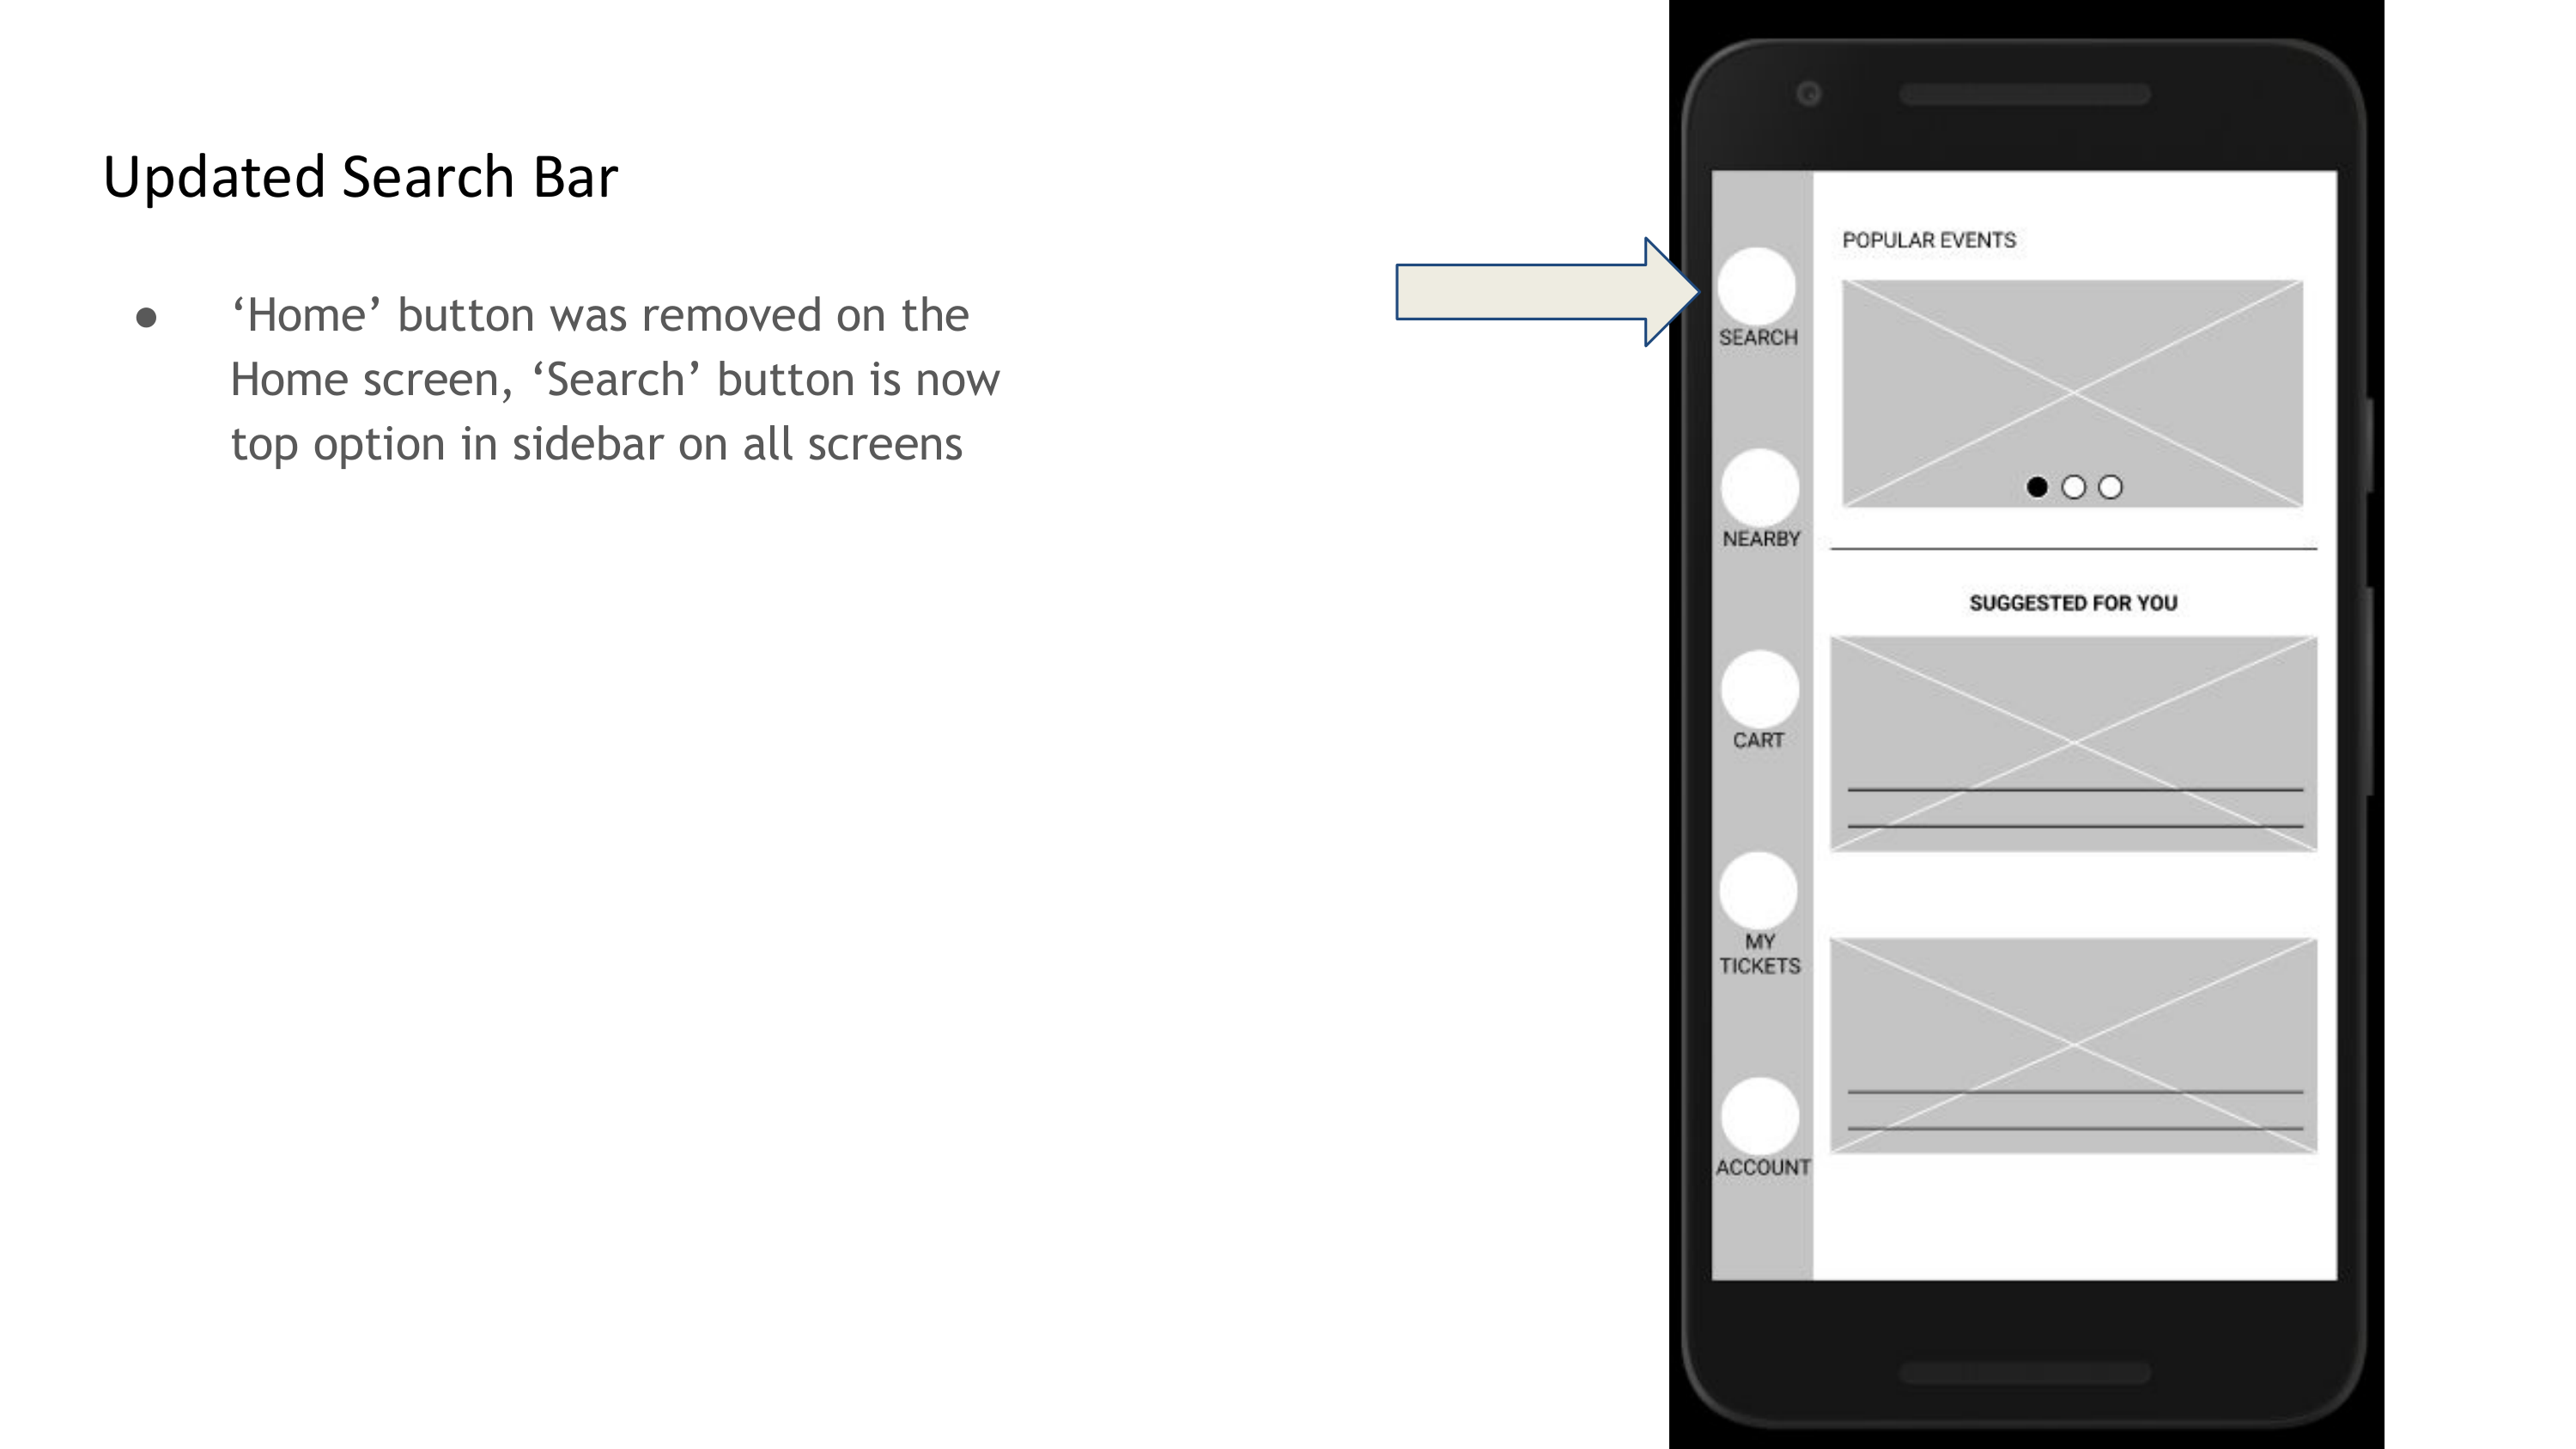 Updated Search Bar
● ‘Home’ button was removed on the
Home screen, ‘Search’ button is now
top option in sidebar on all screens
SEARCH
NEARBY
CART
MY
TICKETS
ACCOUNT
POPULAR EVENTS
SUGGESTED FOR YOU